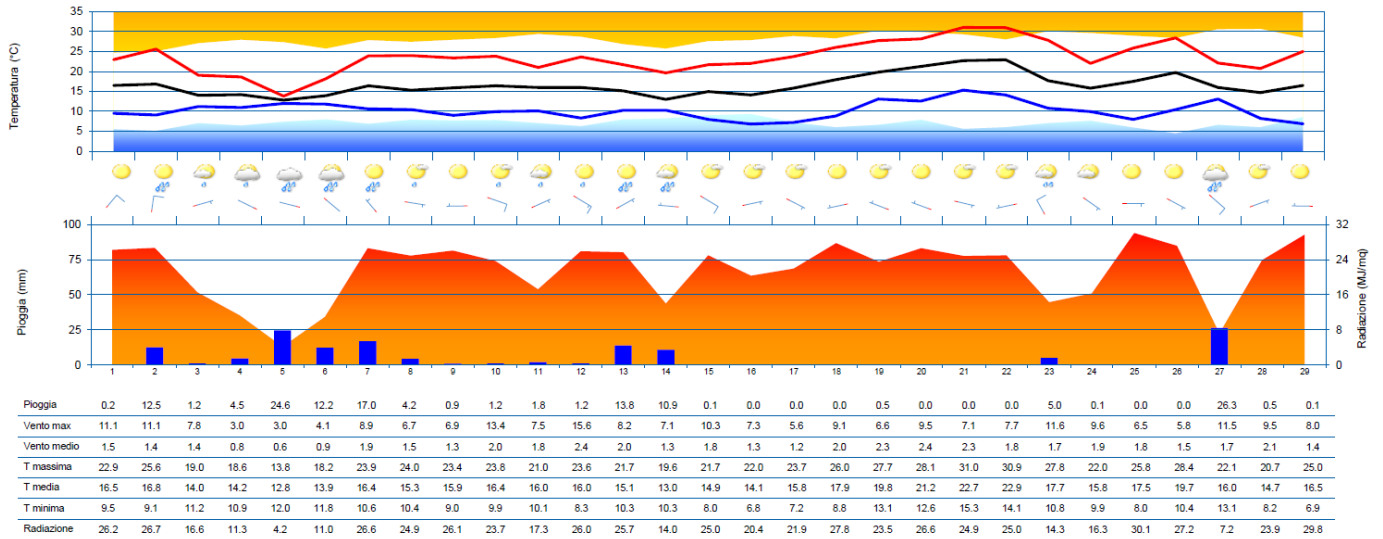 35
30
25
20
15
10
5
0
Temperatura (°C)
100
75
50
25
0
Pioggia (mm)
32
24
16
8
0
Radiazione (MJ/mq)
1 2 3 4 5 6 7 8 9 10 11 12 13 14 15 16 17 18 19 20 21 22 23 24 25 26 27 28 29
Pioggia 0.2 12.5 1.2 4.5 24.6 12.2 17.0 4.2 0.9 1.2 1.8 1.2 13.8 10.9 0.1 0.0 0.0 0.0 0.5 0.0 0.0 0.0 5.0 0.1 0.0 0.0 26.3 0.5 0.1
Vento max 11.1 11.1 7.8 3.0 3.0 4.1 8.9 6.7 6.9 13.4 7.5 15.6 8.2 7.1 10.3 7.3 5.6 9.1 6.6 9.5 7.1 7.7 11.6 9.6 6.5 5.8 11.5 9.5 8.0
Vento medio 1.5 1.4 1.4 0.8 0.6 0.9 1.9 1.5 1.3 2.0 1.8 2.4 2.0 1.3 1.8 1.3 1.2 2.0 2.3 2.4 2.3 1.8 1.7 1.9 1.8 1.5 1.7 2.1 1.4
T massima 22.9 25.6 19.0 18.6 13.8 18.2 23.9 24.0 23.4 23.8 21.0 23.6 21.7 19.6 21.7 22.0 23.7 26.0 27.7 28.1 31.0 30.9 27.8 22.0 25.8 28.4 22.1 20.7 25.0
T media 16.5 16.8 14.0 14.2 12.8 13.9 16.4 15.3 15.9 16.4 16.0 16.0 15.1 13.0 14.9 14.1 15.8 17.9 19.8 21.2 22.7 22.9 17.7 15.8 17.5 19.7 16.0 14.7 16.5
T minima 9.5 9.1 11.2 10.9 12.0 11.8 10.6 10.4 9.0 9.9 10.1 8.3 10.3 10.3 8.0 6.8 7.2 8.8 13.1 12.6 15.3 14.1 10.8 9.9 8.0 10.4 13.1 8.2 6.9
Radiazione 26.2 26.7 16.6 11.3 4.2 11.0 26.6 24.9 26.1 23.7 17.3 26.0 25.7 14.0 25.0 20.4 21.9 27.8 23.5 26.6 24.9 25.0 14.3 16.3 30.1 27.2 7.2 23.9 29.8